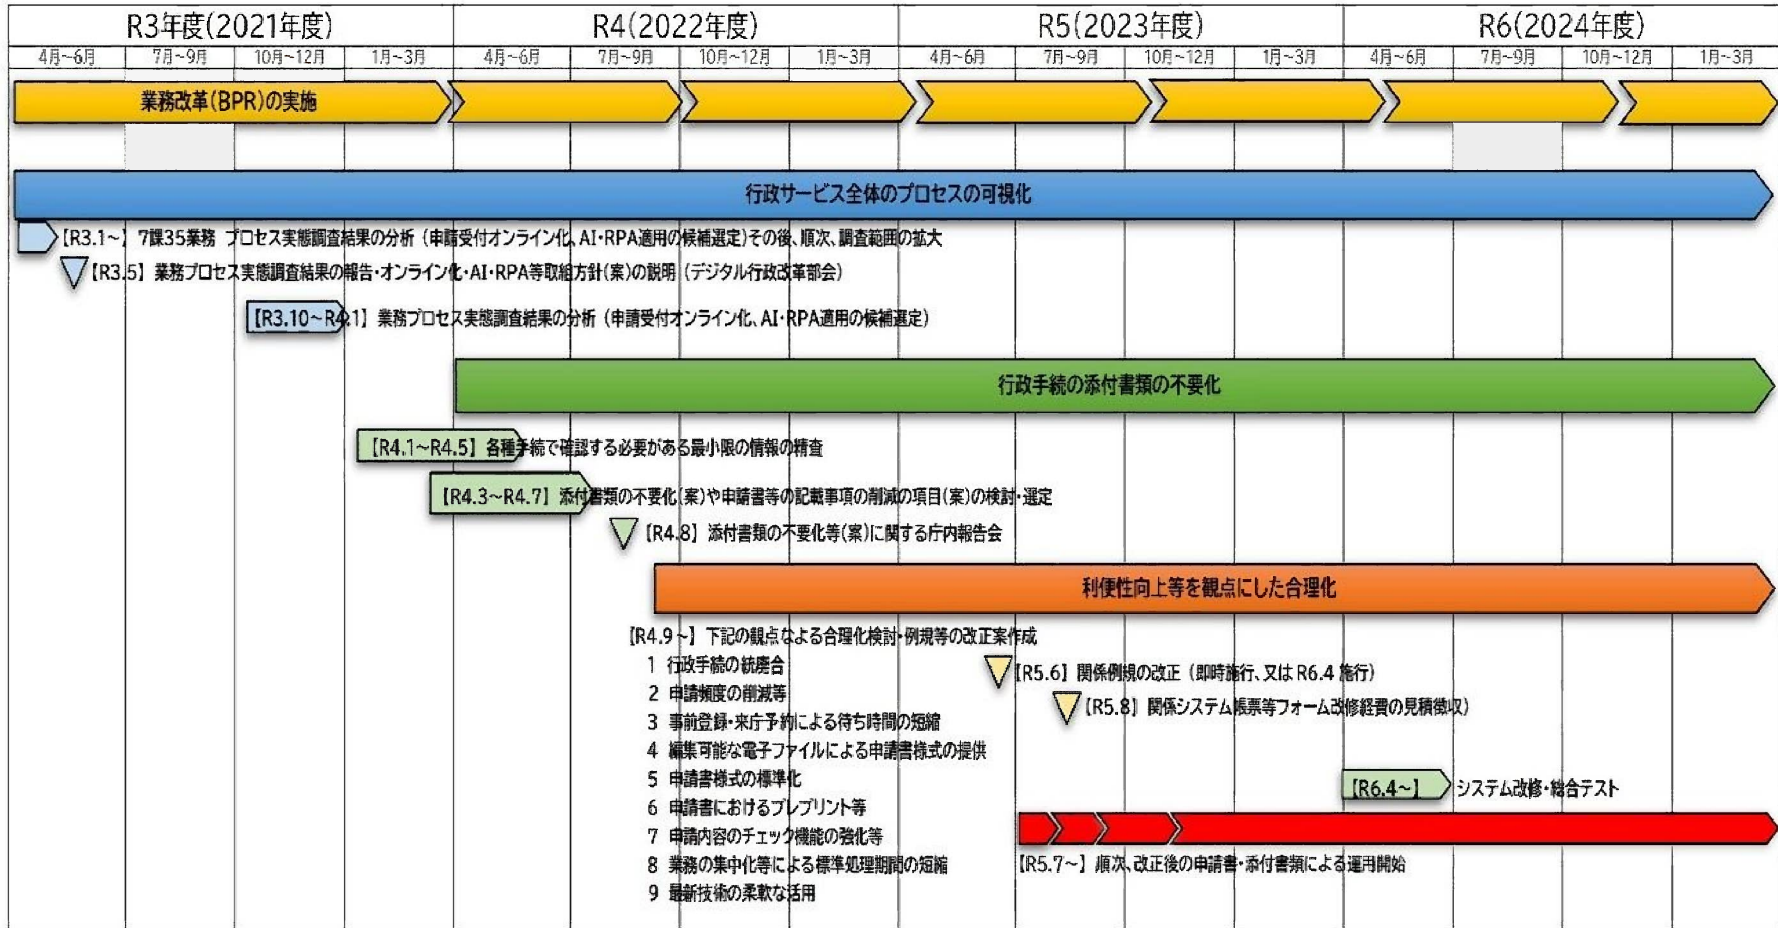 R3年度(2021年度) R4(2022年度) R5(2023年度) R6(2024年度)
4月~6月 7月~9月 10月~12月 1月~3月 4月~6月 7月~9月 10月~12月 1月~3月 4月~6月 7月~9月 10月~12月 1月~3月 4月~6月 7月~9月 10月~12月 1月~3月
業務改革(BPR)の実施
行政サービス全体のプロセスの可視化
【R3.1~】 7課35業務 プロセス実態調査結果の分析 (申請受付オンライン化、AI・RPA適用の候補選定)その後、順次、調査範囲の拡大
【R3.5】 業務プロセス実態調査結果の報告・オンライン化・AI・RPA等取組方針(案)の説明 (デジタル行政改革部会)
【R3.10~R4.1】 業務プロセス実態調査結果の分析 (申請受付オンライン化、AI・RPA適用の候補選定)
行政手続の添付書類の不要化
【R4.1~R4.5】 各種手続で確認する必要がある最小限の情報の精査
【R4.3~R4.7】 添付書類の不要化(案)や申請書等の記載事項の削減の項目(案)の検討・選定
【R4.8】 添付書類の不要化等(案)に関する庁内報告会
利便性向上等を観点にした合理化
【R4.9~】 下記の観点なよる合理化検討・例規等の改正案作成
1 行政手続の統廃合
2 申請頻度の削減等
3 事前登録・来庁予約による待ち時間の短縮
4 編集可能な電子ファイルによる申請書様式の提供
5 申請書様式の標準化
6 申請書におけるプレプリント等
7 申請内容のチェック機能の強化等
8 業務の集中化等による標準処理期間の短縮
9 最新技術の柔軟な活用
【R5.6】 関係例規の改正 (即時施行、又は R6.4 施行)
【R5.8】 関係システム帳票等フォーム改修経費の見積徴収)
【R6.4~】 システム改修・総合テスト
【R5.7~】 順次、改正後の申請書・添付書類による運用開始